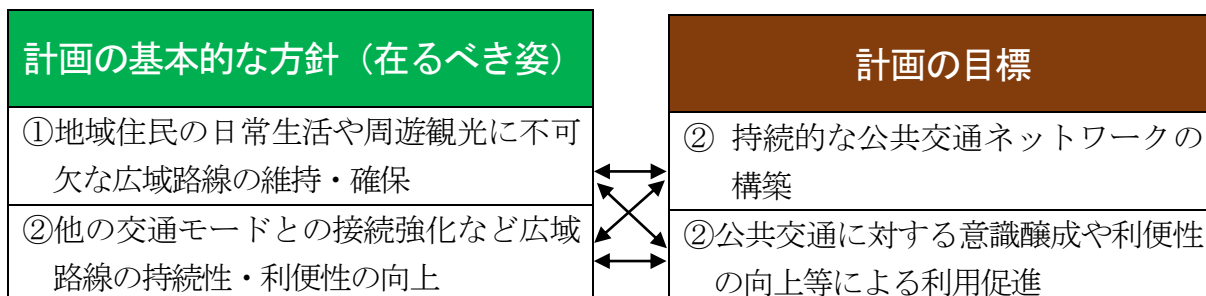 計画の基本的な方針（在るべき姿）
①地域住民の日常生活や周遊観光に不可
欠な広域路線の維持・確保
②他の交通モードとの接続強化など広域
路線の持続性・利便性の向上
計画の目標
② 持続的な公共交通ネットワークの
構築
②公共交通に対する意識醸成や利便性
の向上等による利用促進